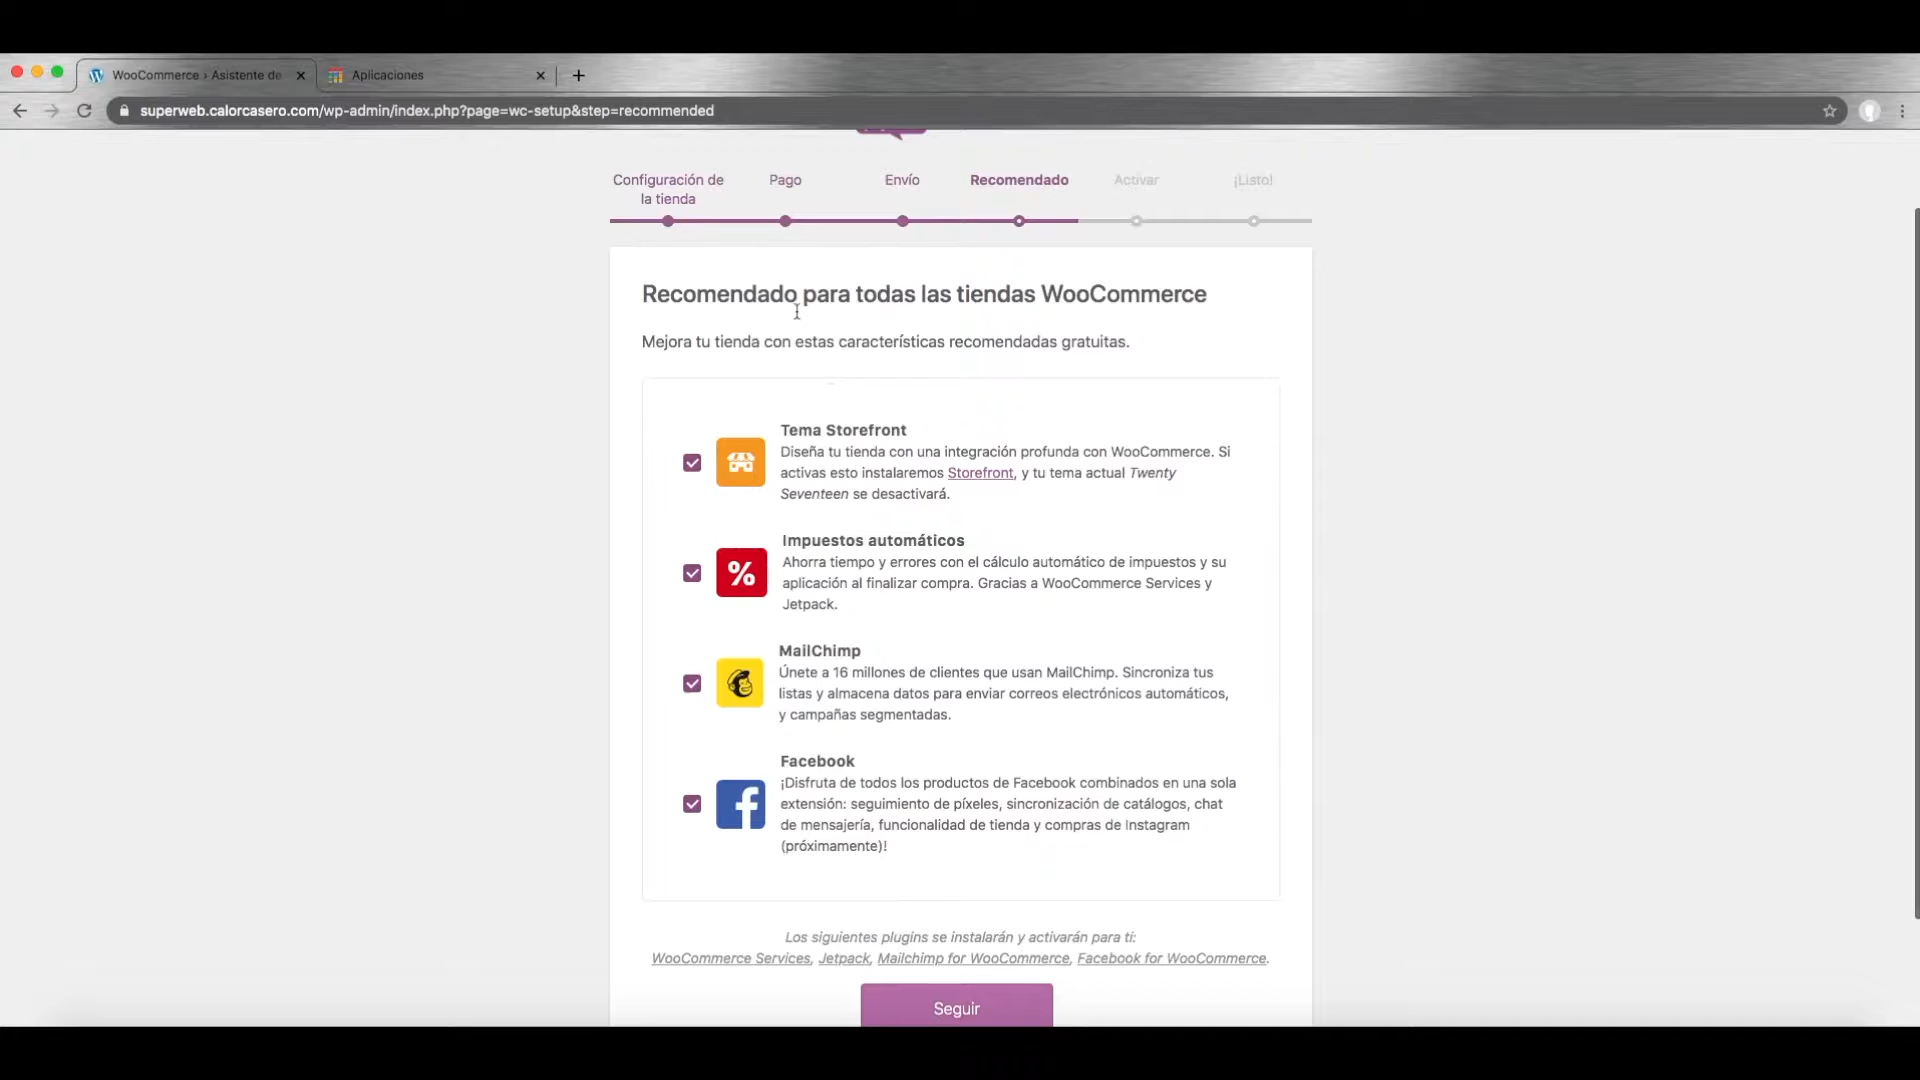 WooCommerce › Asistente de
Aplicaciones
superweb.calorcasero.com/wp-admin/index.php?page=wc-setup&step=recommended
Configuración de
la tienda
Pago
Envío
Recomendado
Activar
¡Listo!
Recomendado para todas las tiendas WooCommerce
Mejora tu tienda con estas características recomendadas gratuitas.
Tema Storefront
Diseña tu tienda con una integración profunda con WooCommerce. Si
activas esto instalaremos Storefront, y tu tema actual Twenty
Seventeen se desactivará.
%
Impuestos automáticos
Ahorra tiempo y errores con el cálculo automático de impuestos y su
aplicación al finalizar compra. Gracias a WooCommerce Services y
Jetpack.
MailChimp
Únete a 16 millones de clientes que usan MailChimp. Sincroniza tus
listas y almacena datos para enviar correos electrónicos automáticos,
y campañas segmentadas.
Facebook
¡Disfruta de todos los productos de Facebook combinados en una sola
extensión: seguimiento de píxeles, sincronización de catálogos, chat
de mensajería, funcionalidad de tienda y compras de Instagram
(próximamente)!
Los siguientes plugins se instalarán y activarán para ti:
WooCommerce Services, Jetpack, Mailchimp for WooCommerce, Facebook for WooCommerce.
Seguir